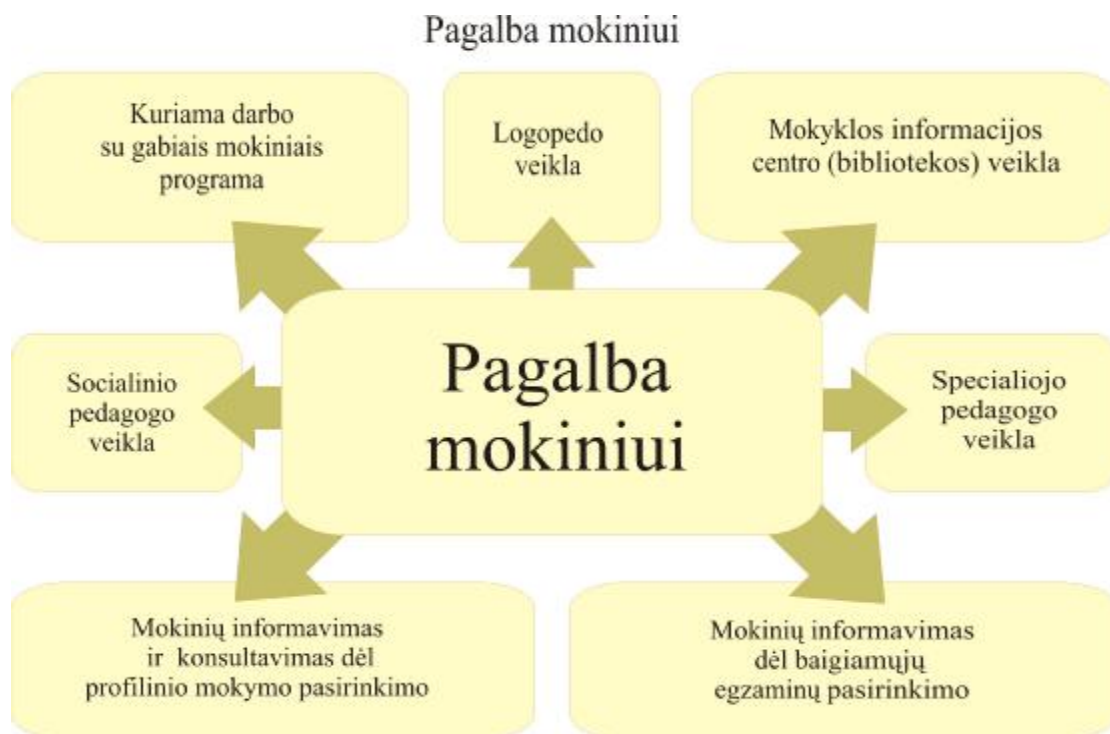 Pagalba mokiniui
Kuriama darbo
su gabiais mokiniais
programa
Logopedo
veikla
Mokyklos informacijos
centro (bibliotekos) veikla
Socialinio
pedagogo
veikla
Pagalba
mokiniui
Specialiojo
pedagogo
veikla
Mokinių informavimas
ir konsultavimas dėl
profilinio mokymo pasirinkimo
Mokinių informavimas
dėl baigiamųjų
egzaminų pasirinkimo